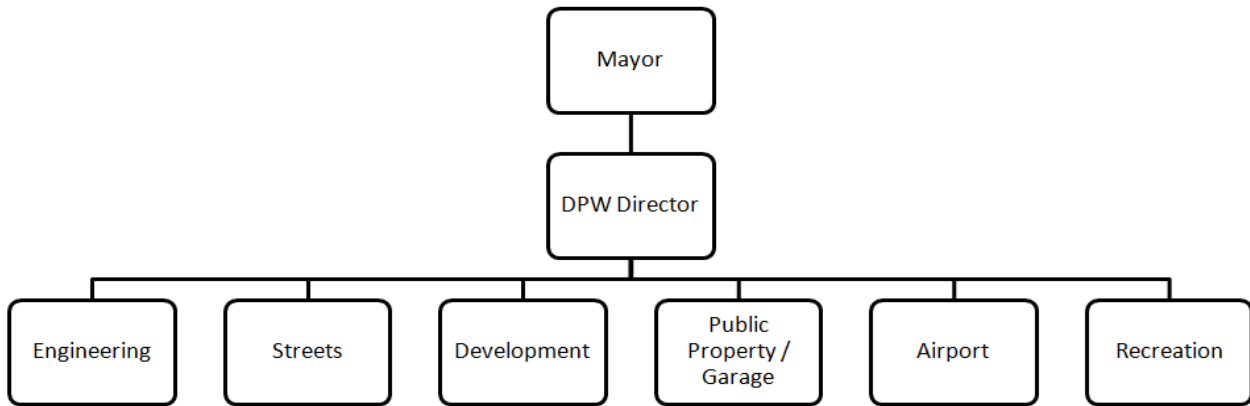 Mayor
DPW Director
Engineering
Streets
Development
Public
Property /
Garage
Airport
Recreation